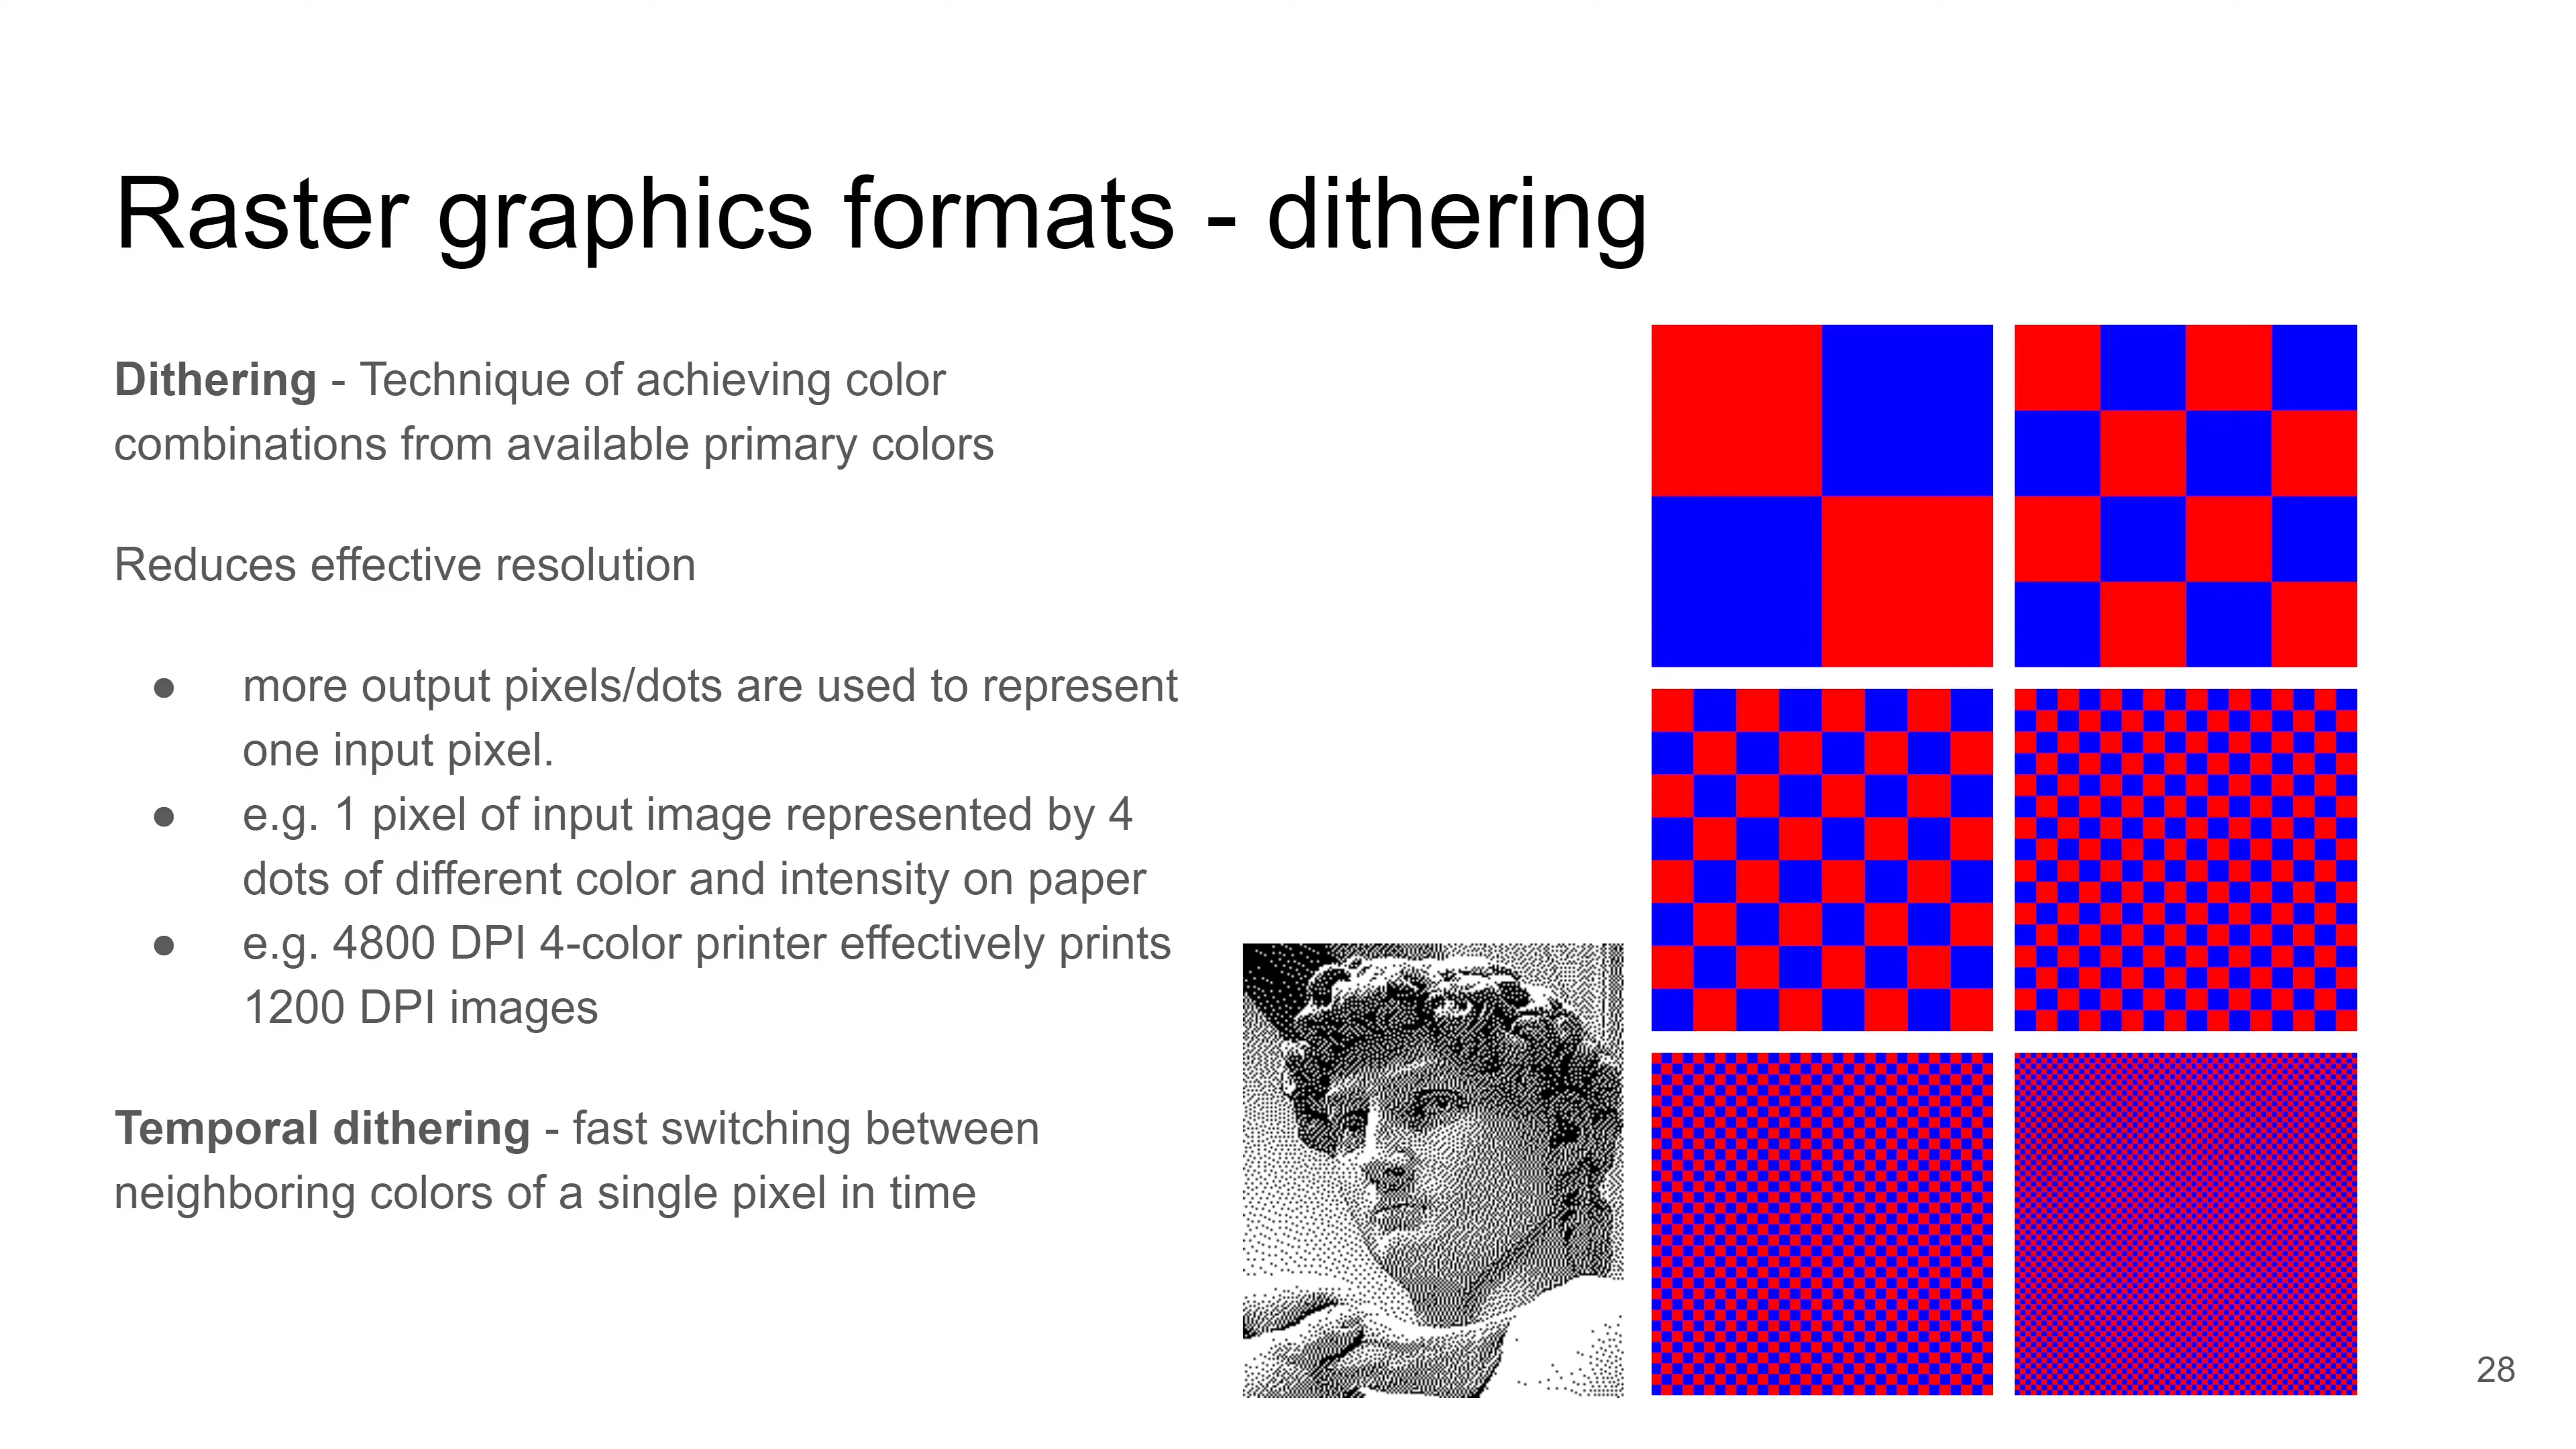 Raster graphics formats - dithering
Dithering - Technique of achieving color
combinations from available primary colors
Reduces effective resolution
● more output pixels/dots are used to represent
one input pixel.
● e.g. 1 pixel of input image represented by 4
dots of different color and intensity on paper
● e.g. 4800 DPI 4-color printer effectively prints
1200 DPI images
Temporal dithering - fast switching between
neighboring colors of a single pixel in time
28